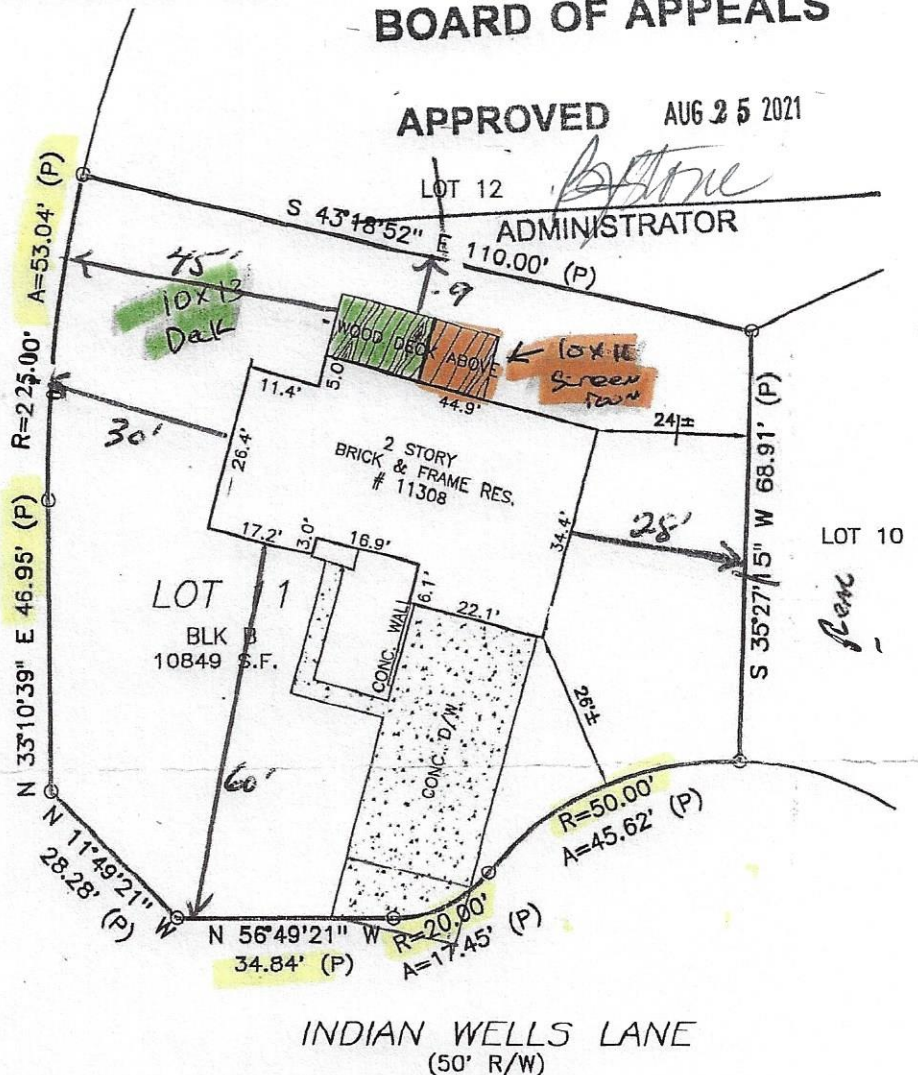 BOARD OF APPEALS
APPROVED AUG 25 2021
LOT 12
ADMINISTRATOR
S 43°18'52" E 110.00' (P)
R=225.00' A=53.04' (P)
45'
10x13
Deck
9
WOOD DECK ABOVE
Screen
11.4'
5.0'
44.9'
24±
30'
26.4'
2 STORY
BRICK & FRAME RES.
# 11308
34.4'
28'
S 35°27'15" W 68.91' (P)
LOT 10
Rear
17.2'
3.0'
16.9'
6.1'
22.1'
N 33°10'39" E 46.95' (P)
LOT 1
BLK B
10849 S.F.
CONC. WALL
CONC. D/W
26'±
60'
R=50.00'
A=45.62' (P)
N 11°49'21" W
28.28' (P)
N 56°49'21" W
34.84' (P)
R=20.00'
A=17.45' (P)
INDIAN WELLS LANE
(50' R/W)